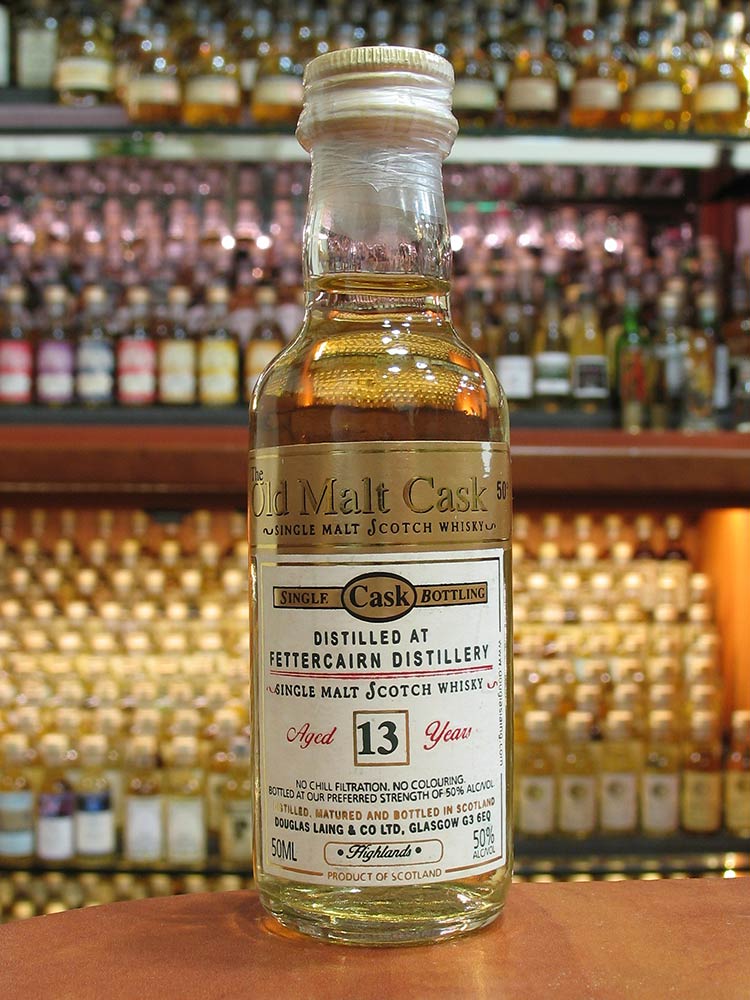 The
Old Malt Cask 50°
~SINGLE MALT SCOTCH WHISKY~
SINGLE Cask BOTTLING
DISTILLED AT
FETTERCAIRN DISTILLERY
~SINGLE MALT SCOTCH WHISKY~
Aged 13 Years
NO CHILL FILTRATION. NO COLOURING.
BOTTLED AT OUR PREFERRED STRENGTH OF 50% ALC/VOL
DISTILLED, MATURED AND BOTTLED IN SCOTLAND
DOUGLAS LAING & CO LTD, GLASGOW G3 6EQ
50ML • Highlands • 50%
ALC/VOL
PRODUCT OF SCOTLAND
www.douglaslaing.com